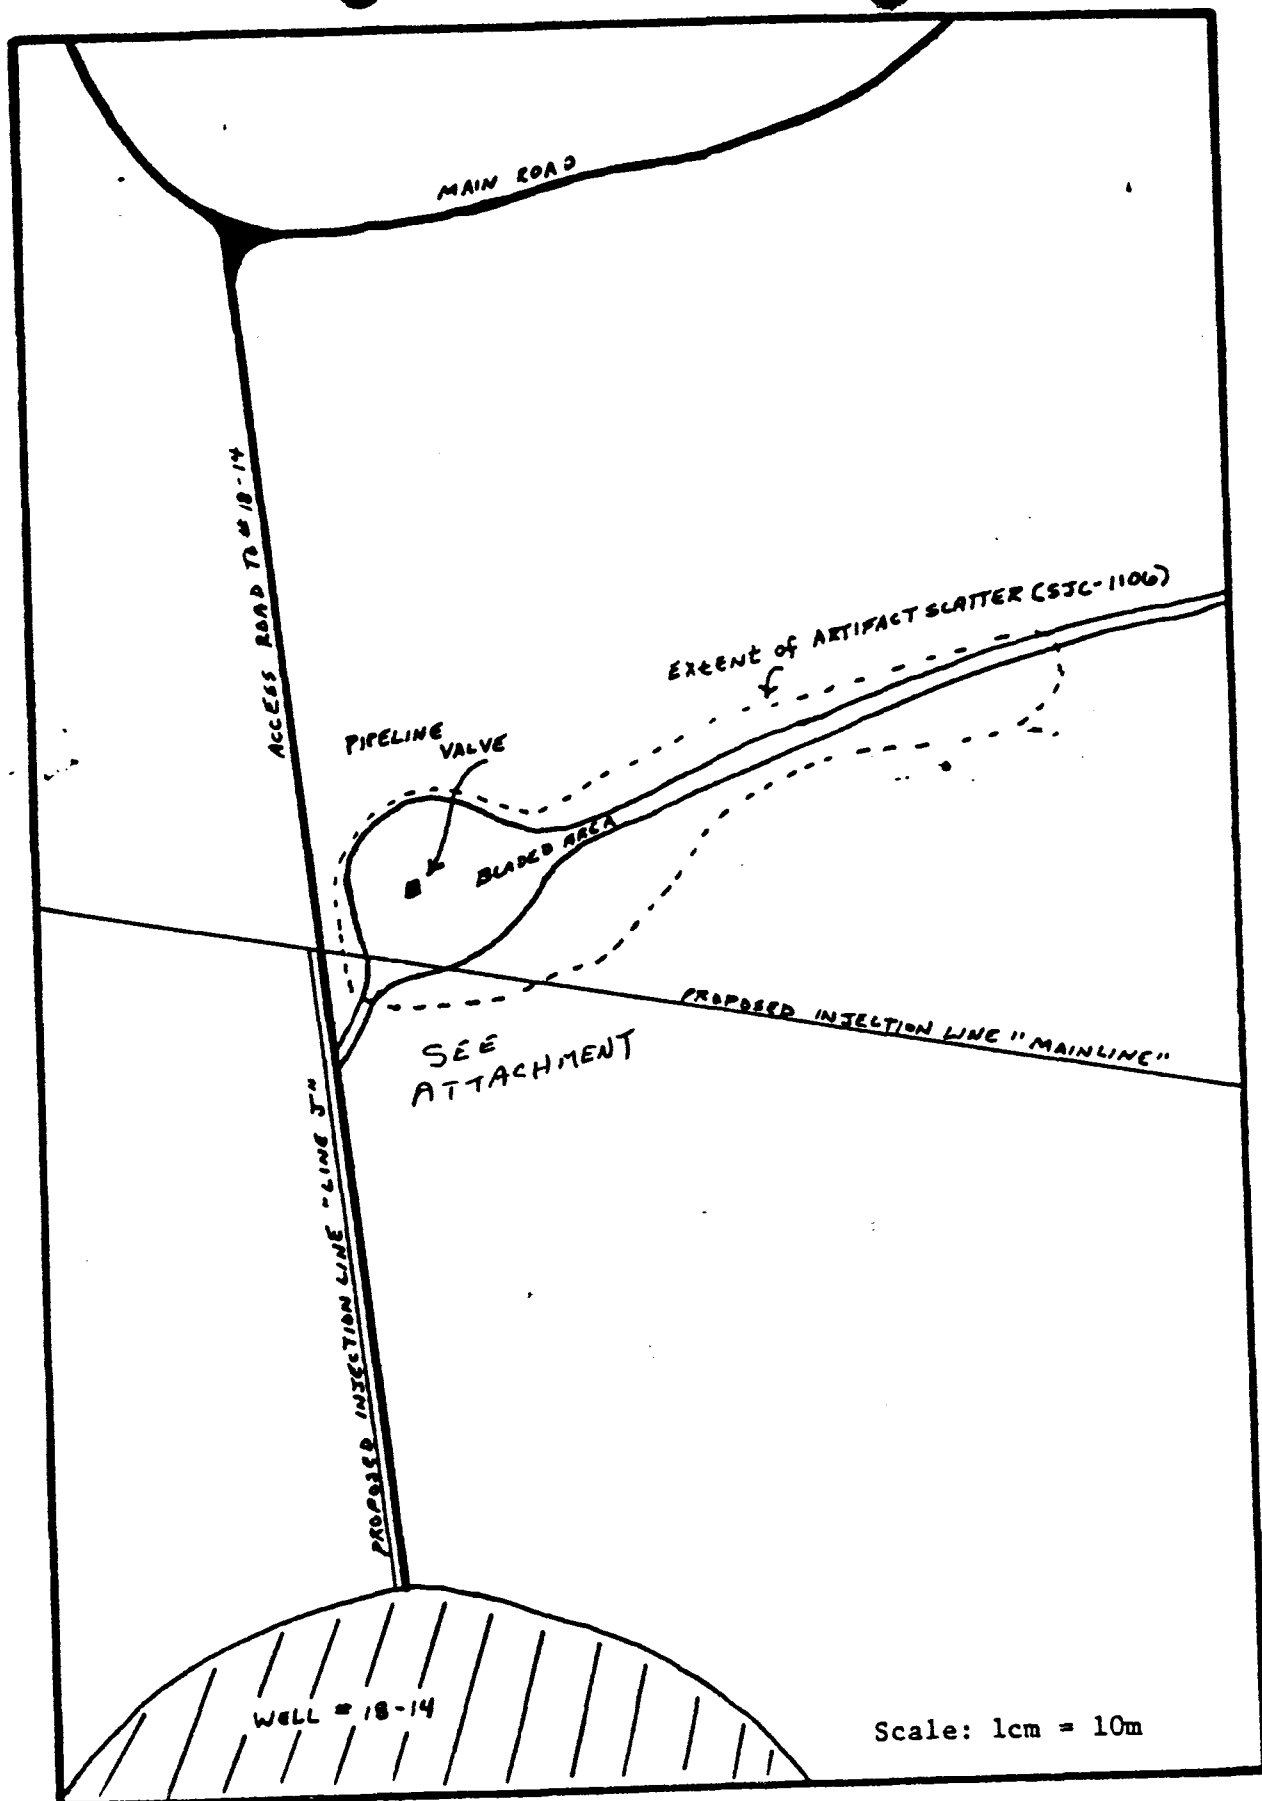 MAIN ROAD
ACCESS ROAD TO # 18-14
EXTENT of ARTIFACT SCATTER (SJC-1106)
PIPELINE
VALVE
BLADED AREA
PROPOSED INJECTION LINE "MAINLINE"
SEE
ATTACHMENT
PROPOSED INJECTION LINE "LINE J"
WELL # 18-14
Scale: 1cm = 10m